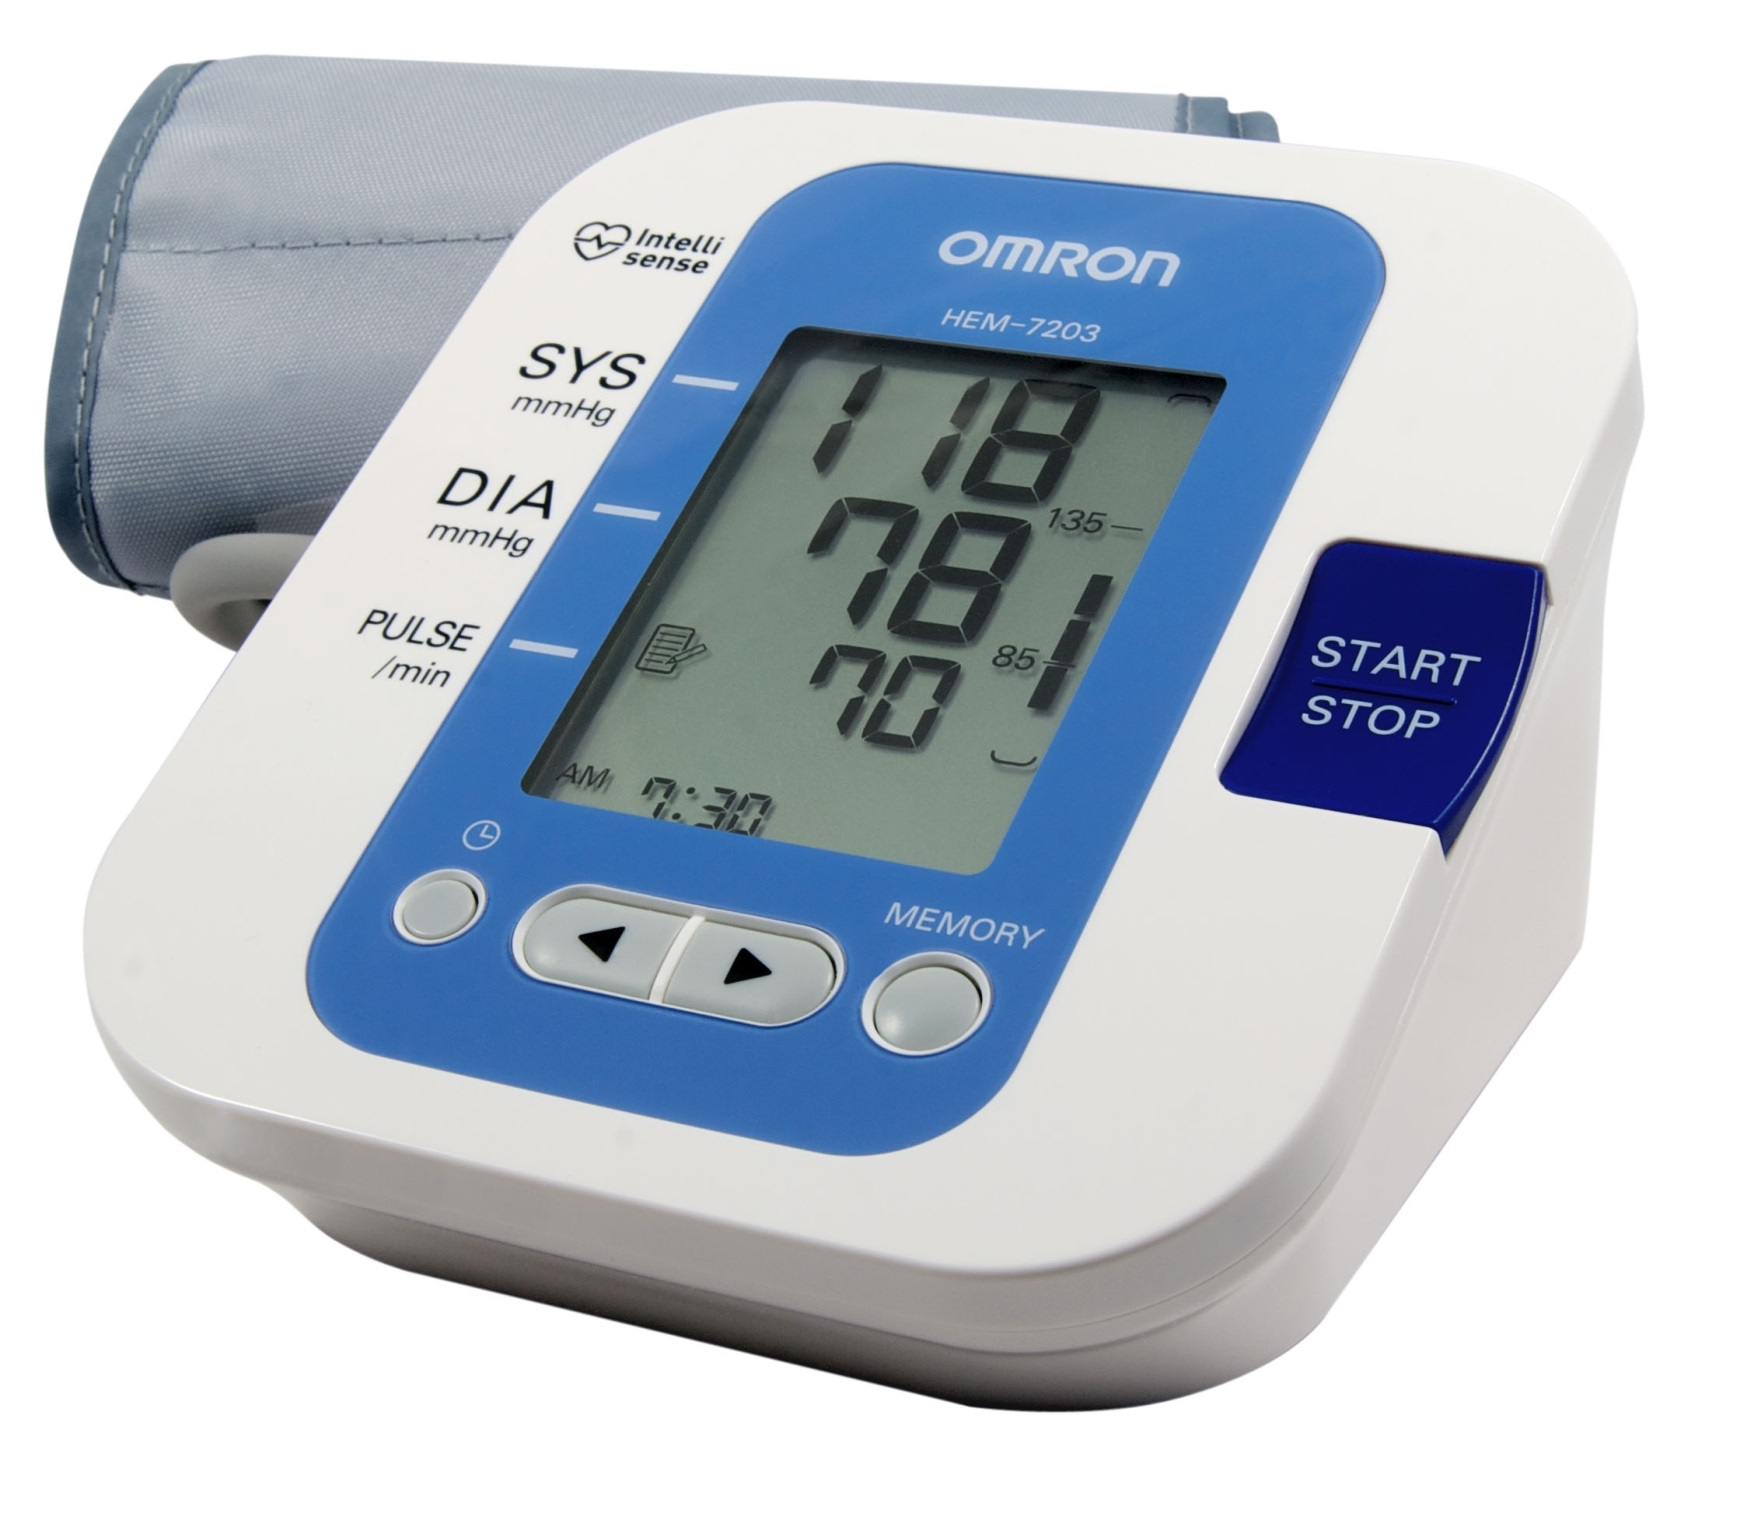 Intelli
sense
OMRON
HEM-7203
SYS
mmHg
118
DIA
mmHg
78
135
PULSE
/min
70
85
AM 7:30
START
STOP
MEMORY